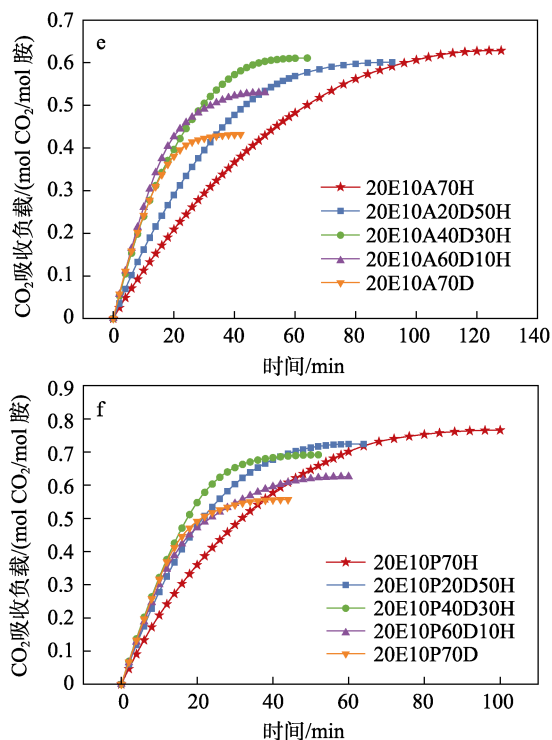 e
CO₂吸收负载/(mol CO₂/mol 胺)
0.7
0.6
0.5
0.4
0.3
0.2
0.1
0
20E10A70H
20E10A20D50H
20E10A40D30H
20E10A60D10H
20E10A70D
0 20 40 60 80 100 120 140
时间/min
f
CO₂吸收负载/(mol CO₂/mol 胺)
0.9
0.8
0.7
0.6
0.5
0.4
0.3
0.2
0.1
0
20E10P70H
20E10P20D50H
20E10P40D30H
20E10P60D10H
20E10P70D
0 20 40 60 80 100
时间/min